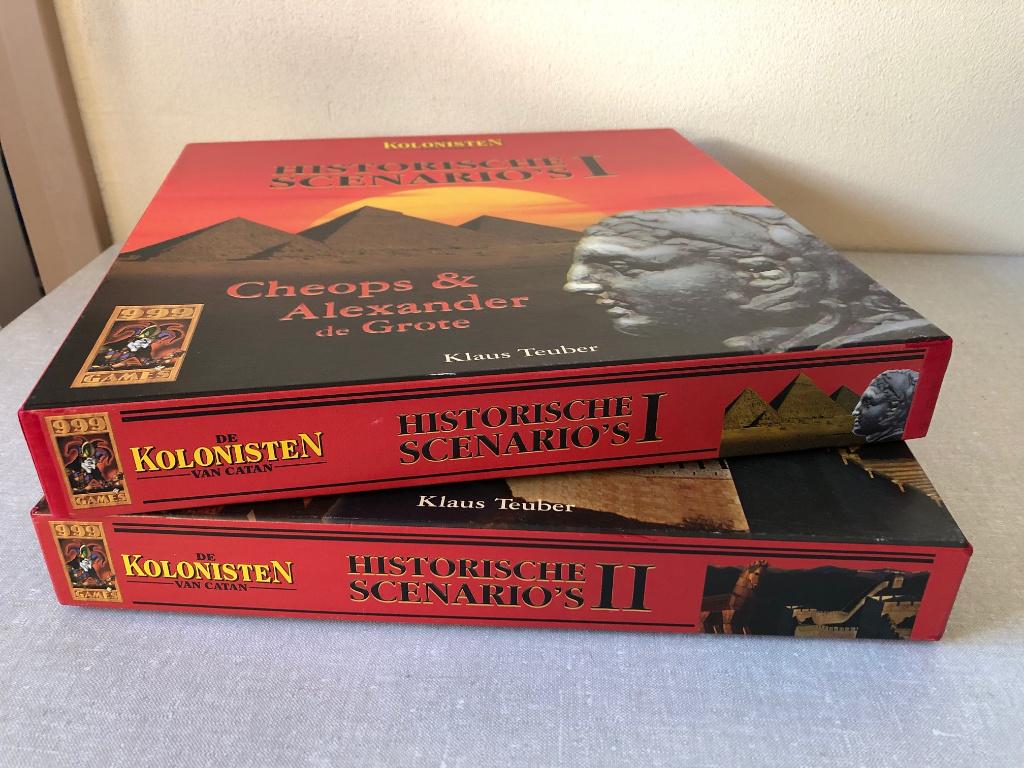 KOLONISTEN
HISTORISCHE
SCENARIO'S I
Cheops &
Alexander
de Grote
Klaus Teuber
999
GAMES
999
GAMES
DE
KOLONISTEN
VAN CATAN
HISTORISCHE
SCENARIO'S I
Klaus Teuber
999
GAMES
DE
KOLONISTEN
VAN CATAN
HISTORISCHE
SCENARIO'S II